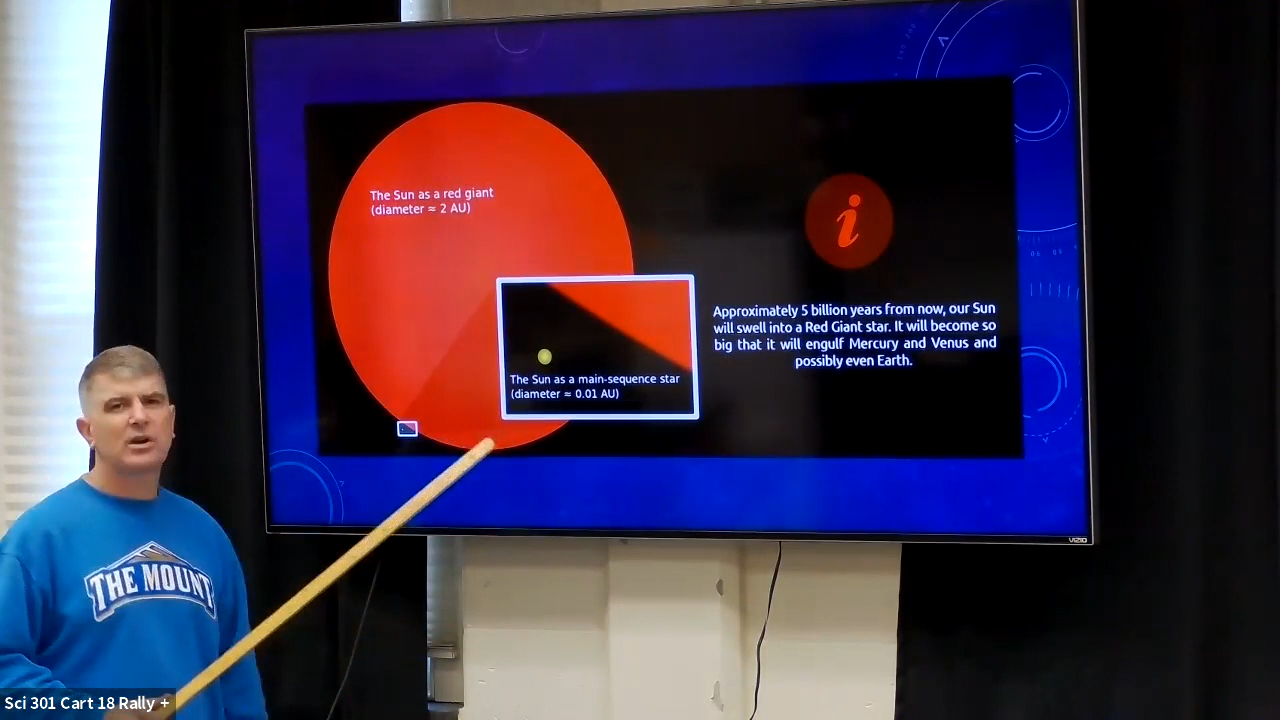 The Sun as a red giant
(diameter ≈ 2 AU)
i
Approximately 5 billion years from now, our Sun
will swell into a Red Giant star. It will become so
big that it will engulf Mercury and Venus and
possibly even Earth.
The Sun as a main-sequence star
(diameter ≈ 0.01 AU)
VIZIO
THE MOUNT
Sci 301 Cart 18 Rally +